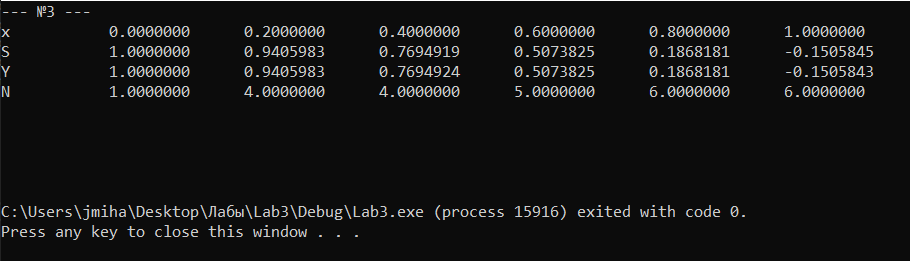 --- №3 ---
x 0.0000000 0.2000000 0.4000000 0.6000000 0.8000000 1.0000000
S 1.0000000 0.9405983 0.7694919 0.5073825 0.1868181 -0.1505845
Y 1.0000000 0.9405983 0.7694924 0.5073825 0.1868181 -0.1505843
N 1.0000000 4.0000000 4.0000000 5.0000000 6.0000000 6.0000000
C:\Users\jmiha\Desktop\Лабы\Lab3\Debug\Lab3.exe (process 15916) exited with code 0.
Press any key to close this window . . .